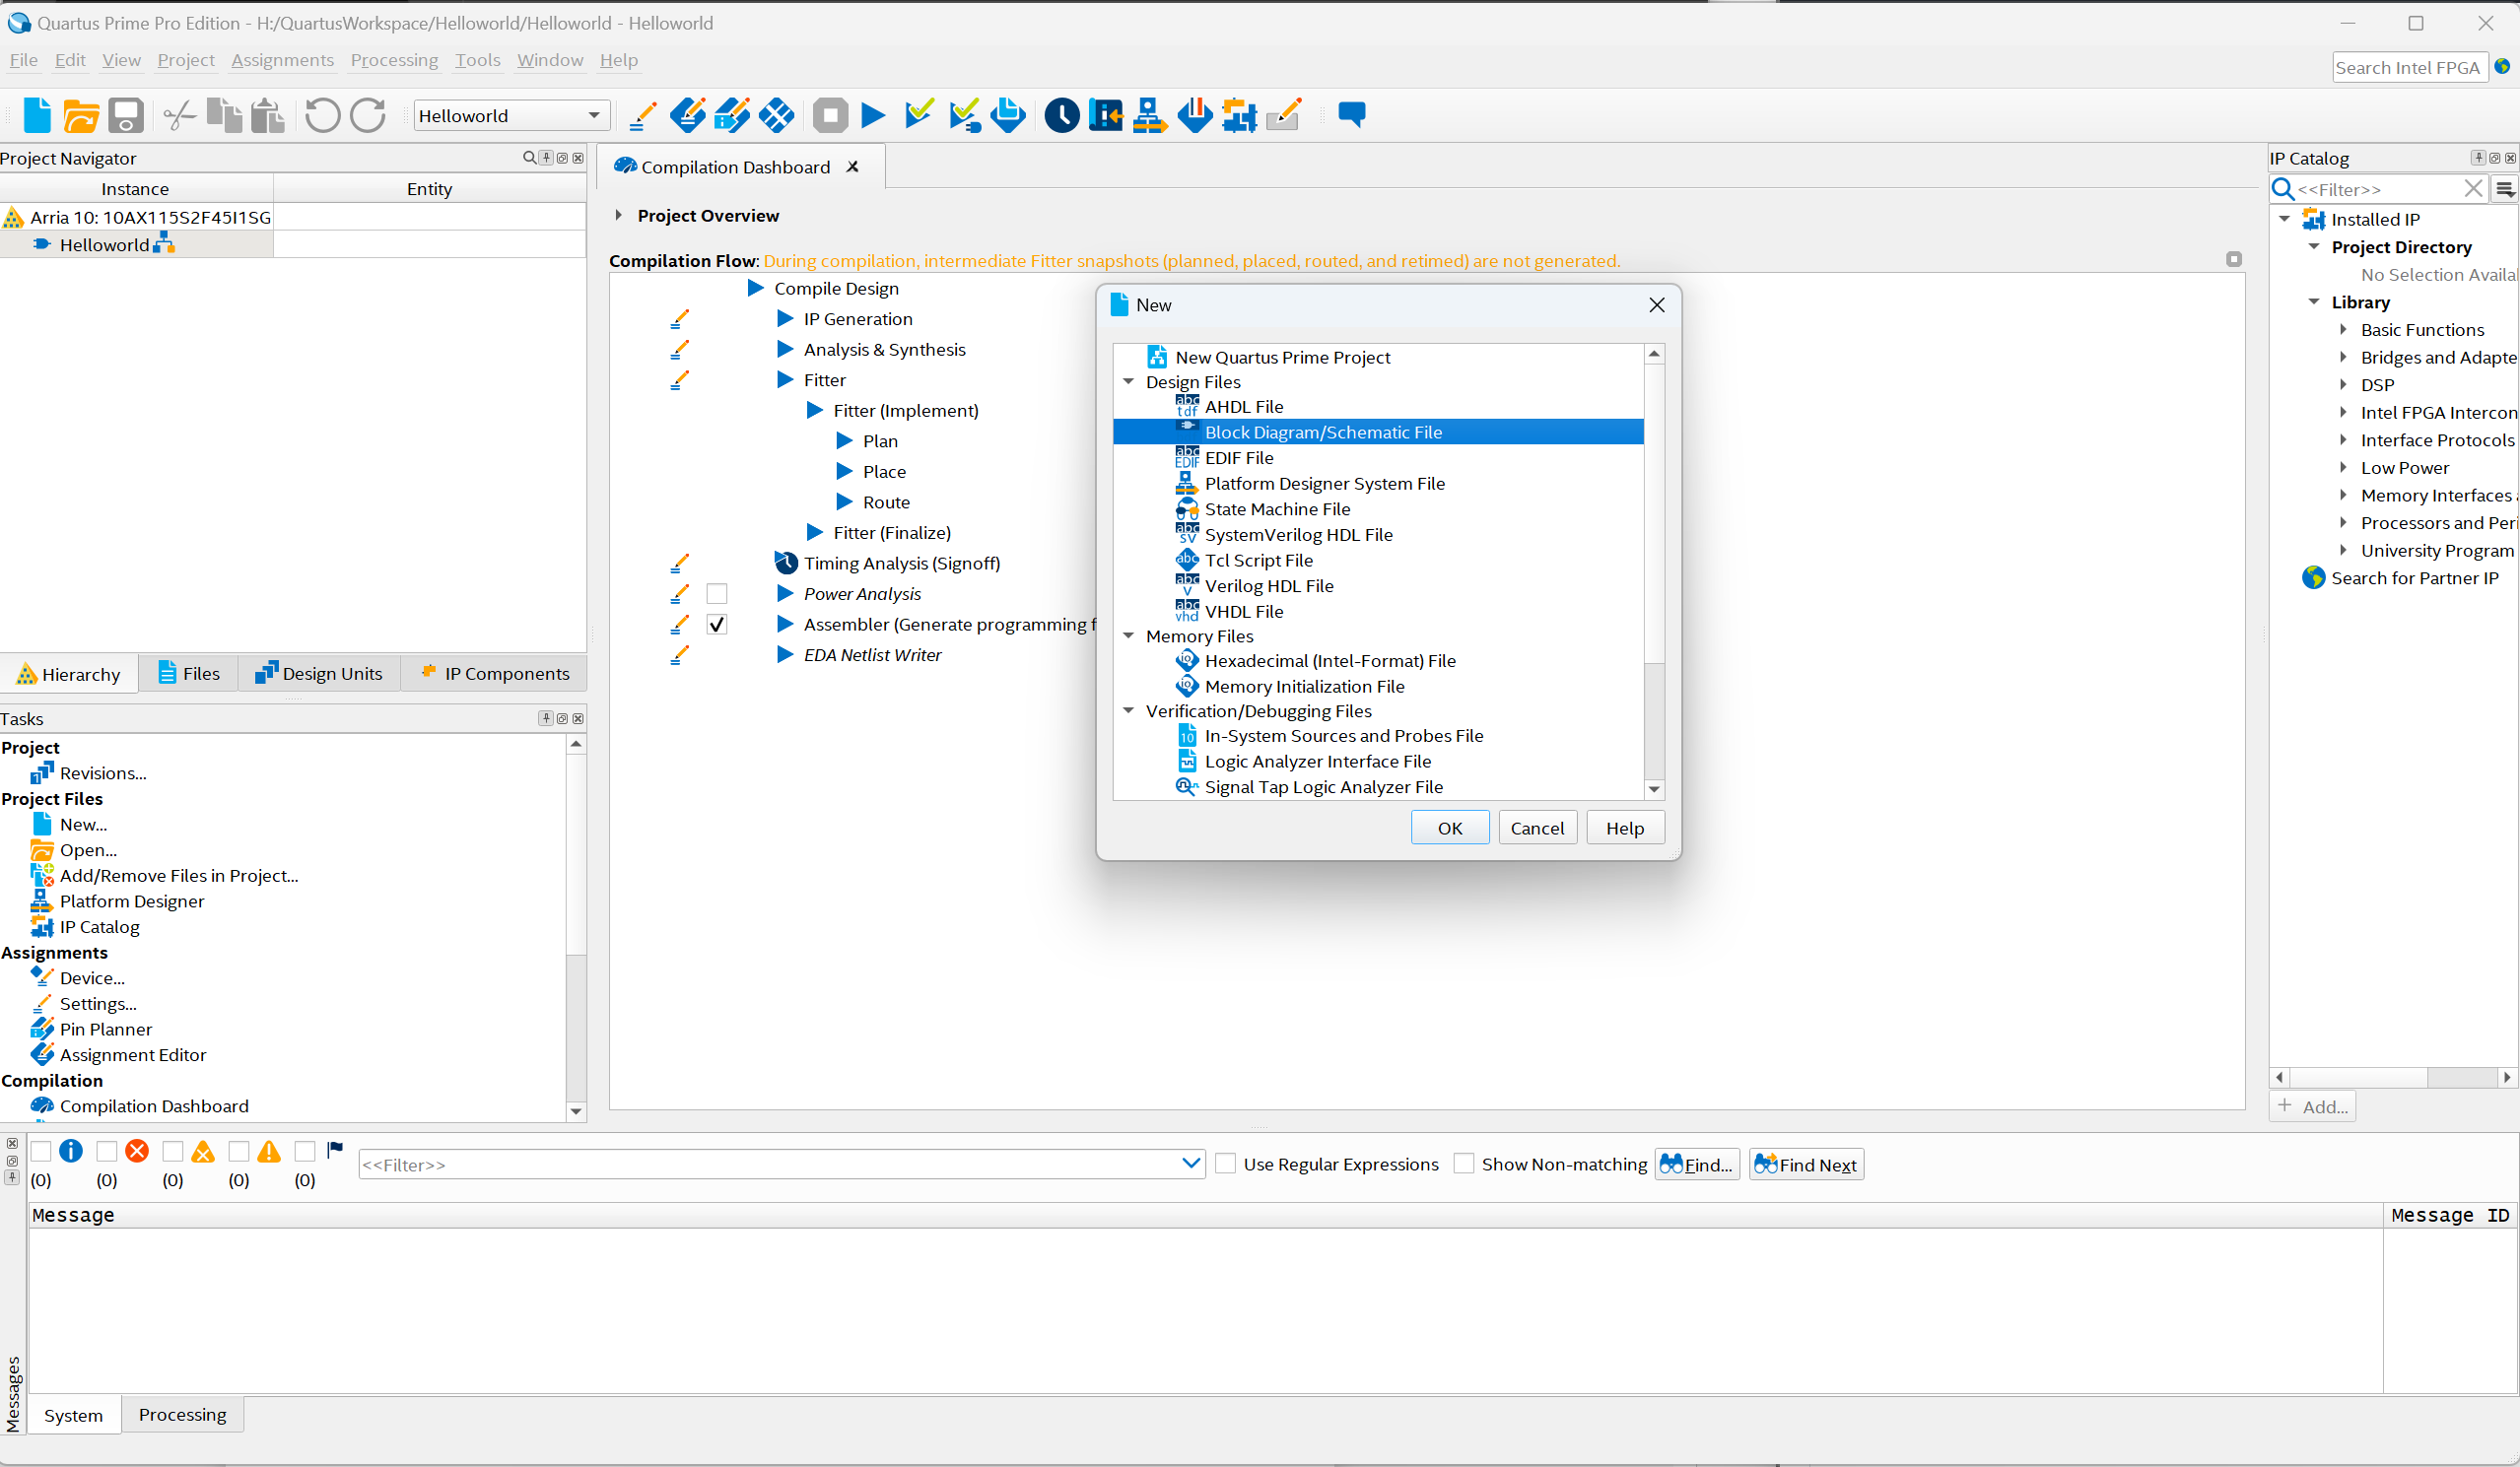 Quartus Prime Pro Edition - H:/QuartusWorkspace/Helloworld/Helloworld - Helloworld
File Edit View Project Assignments Processing Tools Window Help
Search Intel FPGA
Helloworld
Project Navigator
Instance Entity
Arria 10: 10AX115S2F45I1SG
Helloworld
Hierarchy Files Design Units IP Components
Tasks
Project
Revisions...
Project Files
New...
Open...
Add/Remove Files in Project...
Platform Designer
IP Catalog
Assignments
Device...
Settings...
Pin Planner
Assignment Editor
Compilation
Compilation Dashboard
Compilation Dashboard
Project Overview
Compilation Flow: During compilation, intermediate Fitter snapshots (planned, placed, routed, and retimed) are not generated.
Compile Design
IP Generation
Analysis & Synthesis
Fitter
Fitter (Implement)
Plan
Place
Route
Fitter (Finalize)
Timing Analysis (Signoff)
Power Analysis
Assembler (Generate programming f
EDA Netlist Writer
New
New Quartus Prime Project
Design Files
abc tdf AHDL File
Block Diagram/Schematic File
abc EDIF EDIF File
Platform Designer System File
State Machine File
abc SV SystemVerilog HDL File
abc Tcl Script File
abc V Verilog HDL File
abc vhd VHDL File
Memory Files
Hexadecimal (Intel-Format) File
Memory Initialization File
Verification/Debugging Files
10 In-System Sources and Probes File
Logic Analyzer Interface File
Signal Tap Logic Analyzer File
OK Cancel Help
IP Catalog
<<Filter>>
Installed IP
Project Directory
No Selection Availa
Library
Basic Functions
Bridges and Adapte
DSP
Intel FPGA Intercon
Interface Protocols
Low Power
Memory Interfaces
Processors and Peri
University Program
Search for Partner IP
+ Add...
(0) (0) (0) (0) (0)
<<Filter>>
Use Regular Expressions Show Non-matching Find... Find Next
Message Message ID
Messages
System Processing